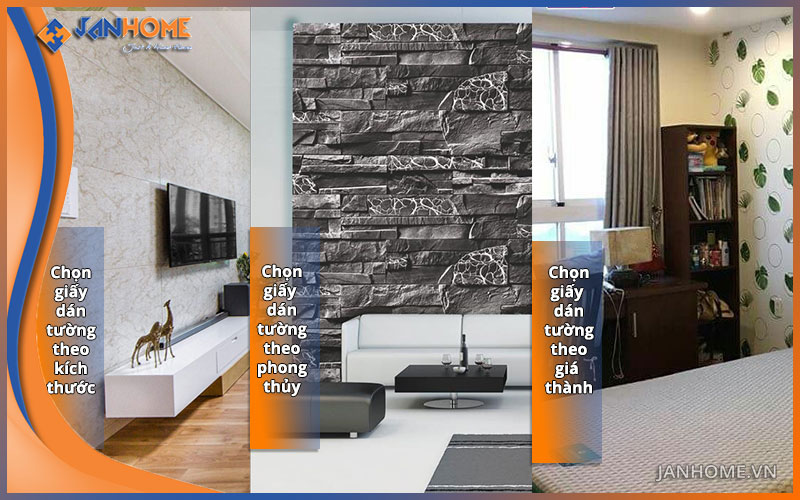 JANHOME
Chọn
giấy
dán
tường
theo
kích
thước
Chọn
giấy
dán
tường
theo
phong
thủy
Chọn
giấy
dán
tường
theo
giá
thành
JANHOME.VN